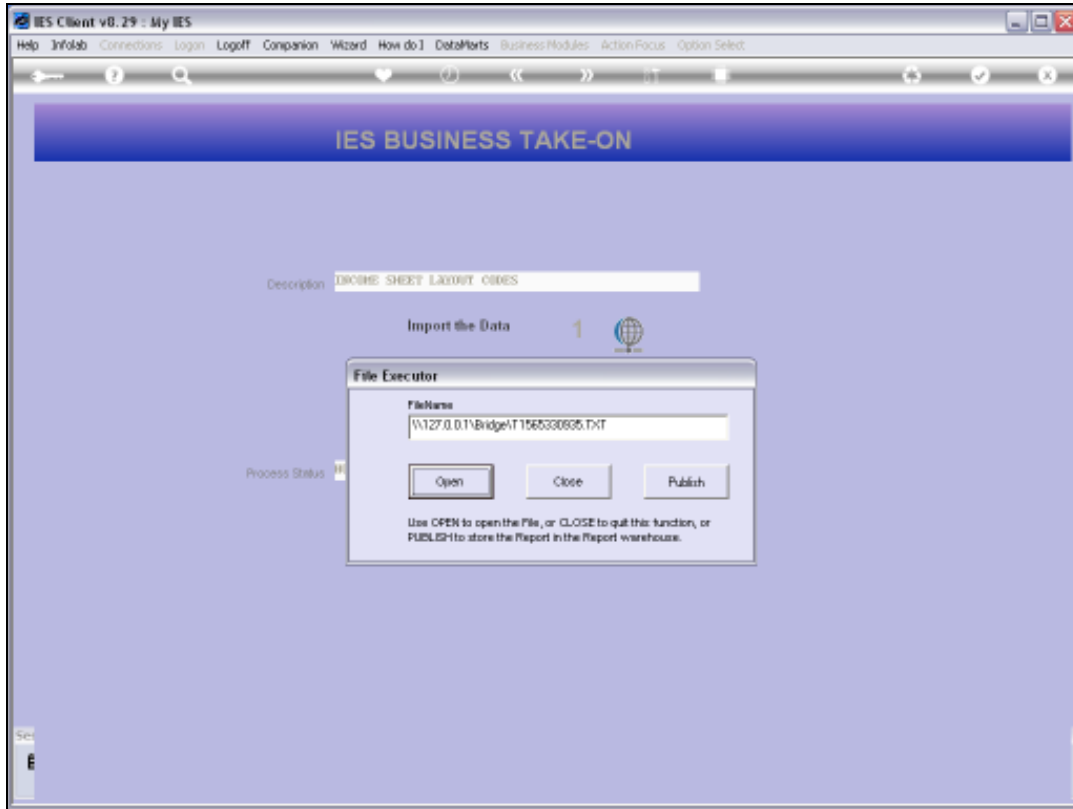 IES Client v8.29 : My IES
Help Infolab Connections Logon Logoff Companion Wizard How do I DataMarts Business Modules Action Focus Option Select
IES BUSINESS TAKE-ON
Description INCOME SHEET LAYOUT CODES
Import the Data 1
File Executor
FileName
\\127.0.0.1\Bridge\T1565330935.TXT
Process Status
Open Close Publish
Use OPEN to open the File, or CLOSE to quit this function, or
PUBLISH to store the Report in the Report warehouse.
Ses